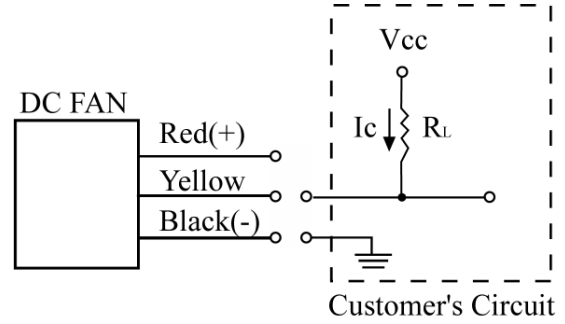 Vcc
DC FAN
Red(+)
Ic
RL
Yellow
Black(-)
Customer's Circuit